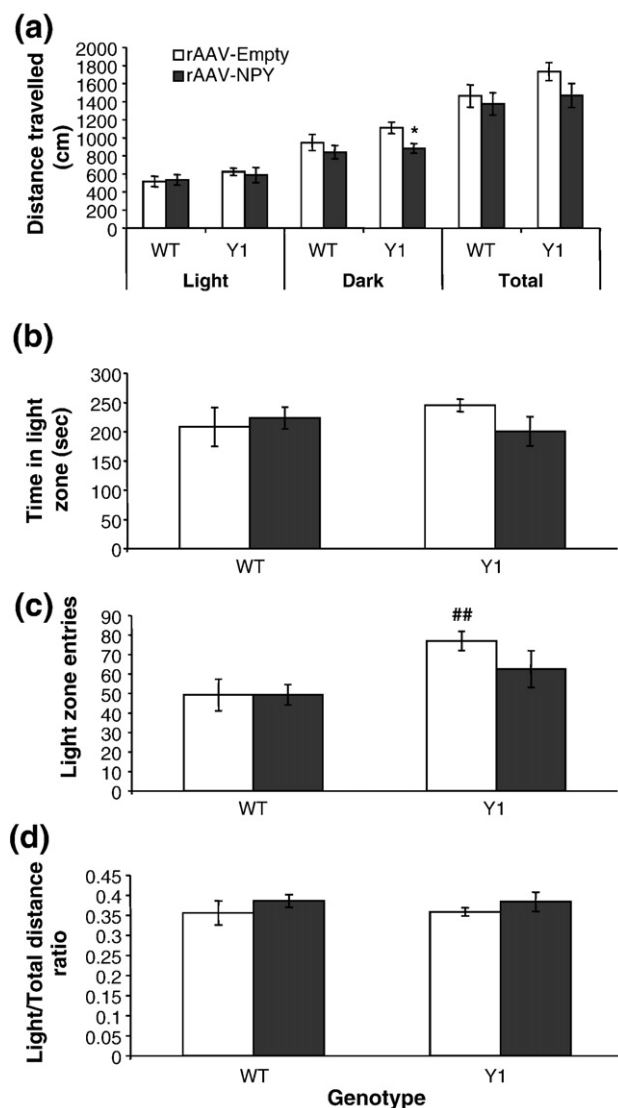 (a)
Distance travelled
(cm)
2000
1800
1600
1400
1200
1000
800
600
400
200
0
rAAV-Empty
rAAV-NPY
*
WT Y1 WT Y1 WT Y1
Light Dark Total
(b)
Time in light
zone (sec)
300
250
200
150
100
50
0
WT Y1
(c)
Light zone entries
90
80
70
60
50
40
30
20
10
0
##
WT Y1
(d)
Light/Total distance
ratio
0.45
0.4
0.35
0.3
0.25
0.2
0.15
0.1
0.05
0
WT Y1
Genotype